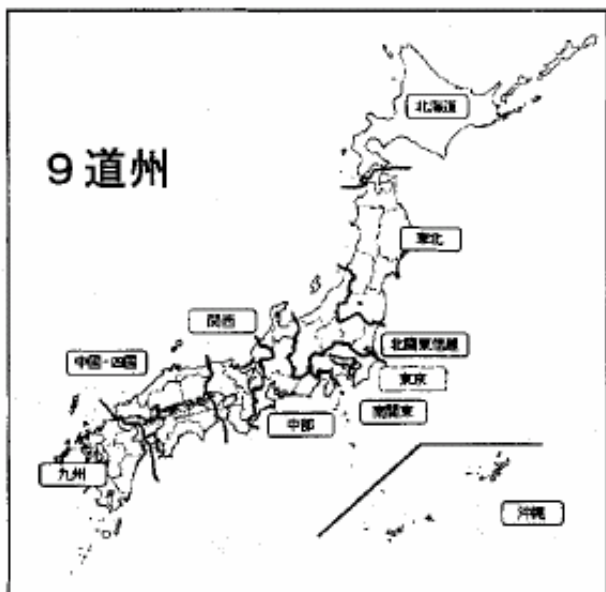 9道州
北海道
東北
関西
北関東信越
中国・四国
東京
南関東
中部
九州
沖縄